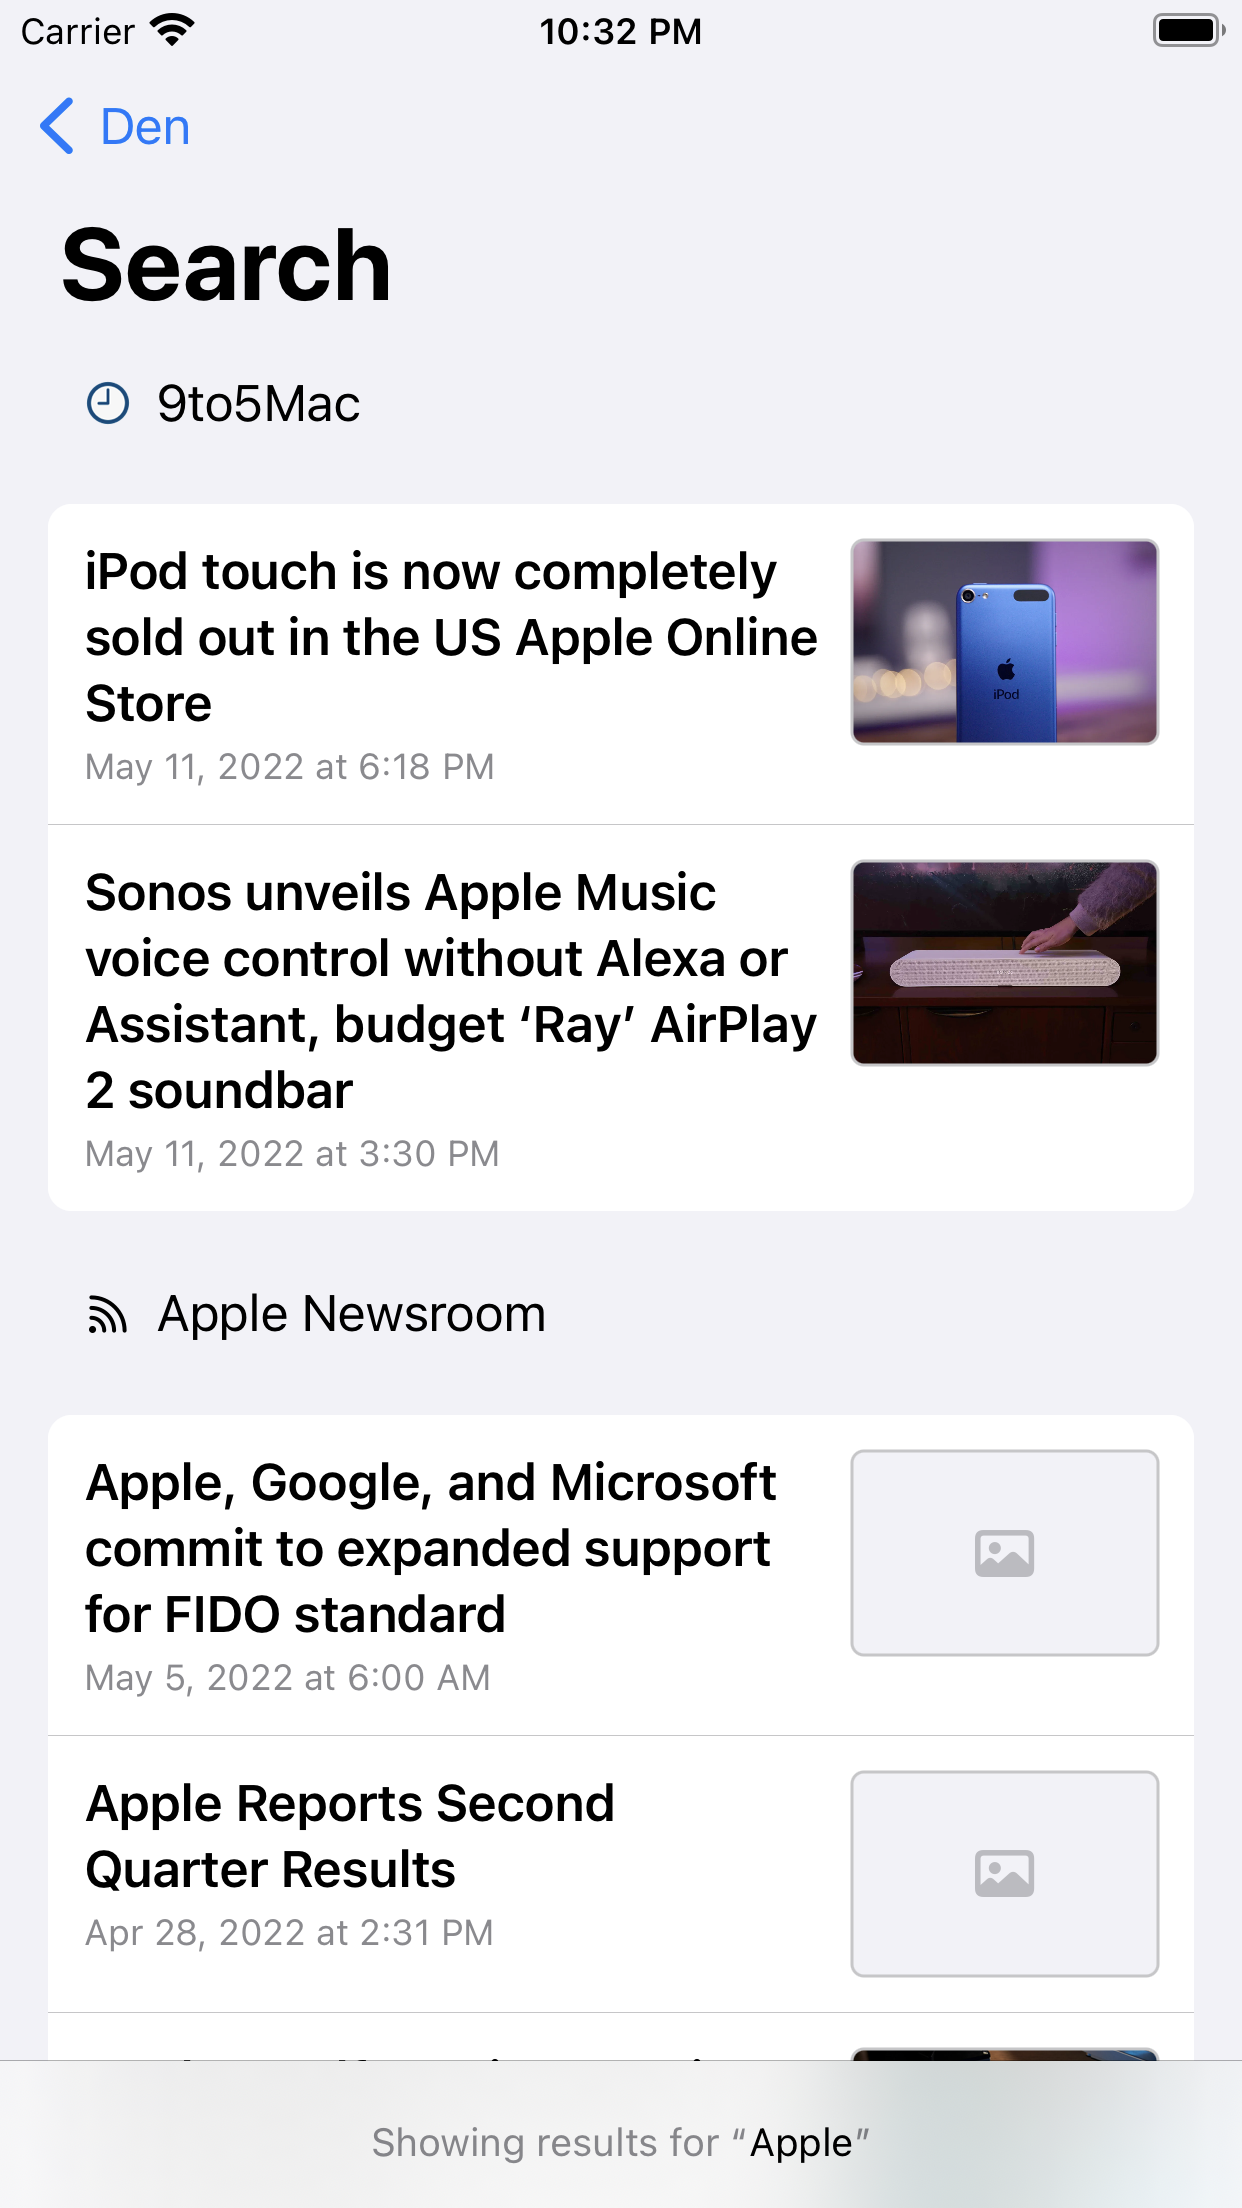 Carrier
10:32 PM
Den
Search
9to5Mac
iPod touch is now completely
sold out in the US Apple Online
Store
May 11, 2022 at 6:18 PM
iPod
Sonos unveils Apple Music
voice control without Alexa or
Assistant, budget ‘Ray’ AirPlay
2 soundbar
May 11, 2022 at 3:30 PM
Apple Newsroom
Apple, Google, and Microsoft
commit to expanded support
for FIDO standard
May 5, 2022 at 6:00 AM
Apple Reports Second
Quarter Results
Apr 28, 2022 at 2:31 PM
Showing results for “Apple”